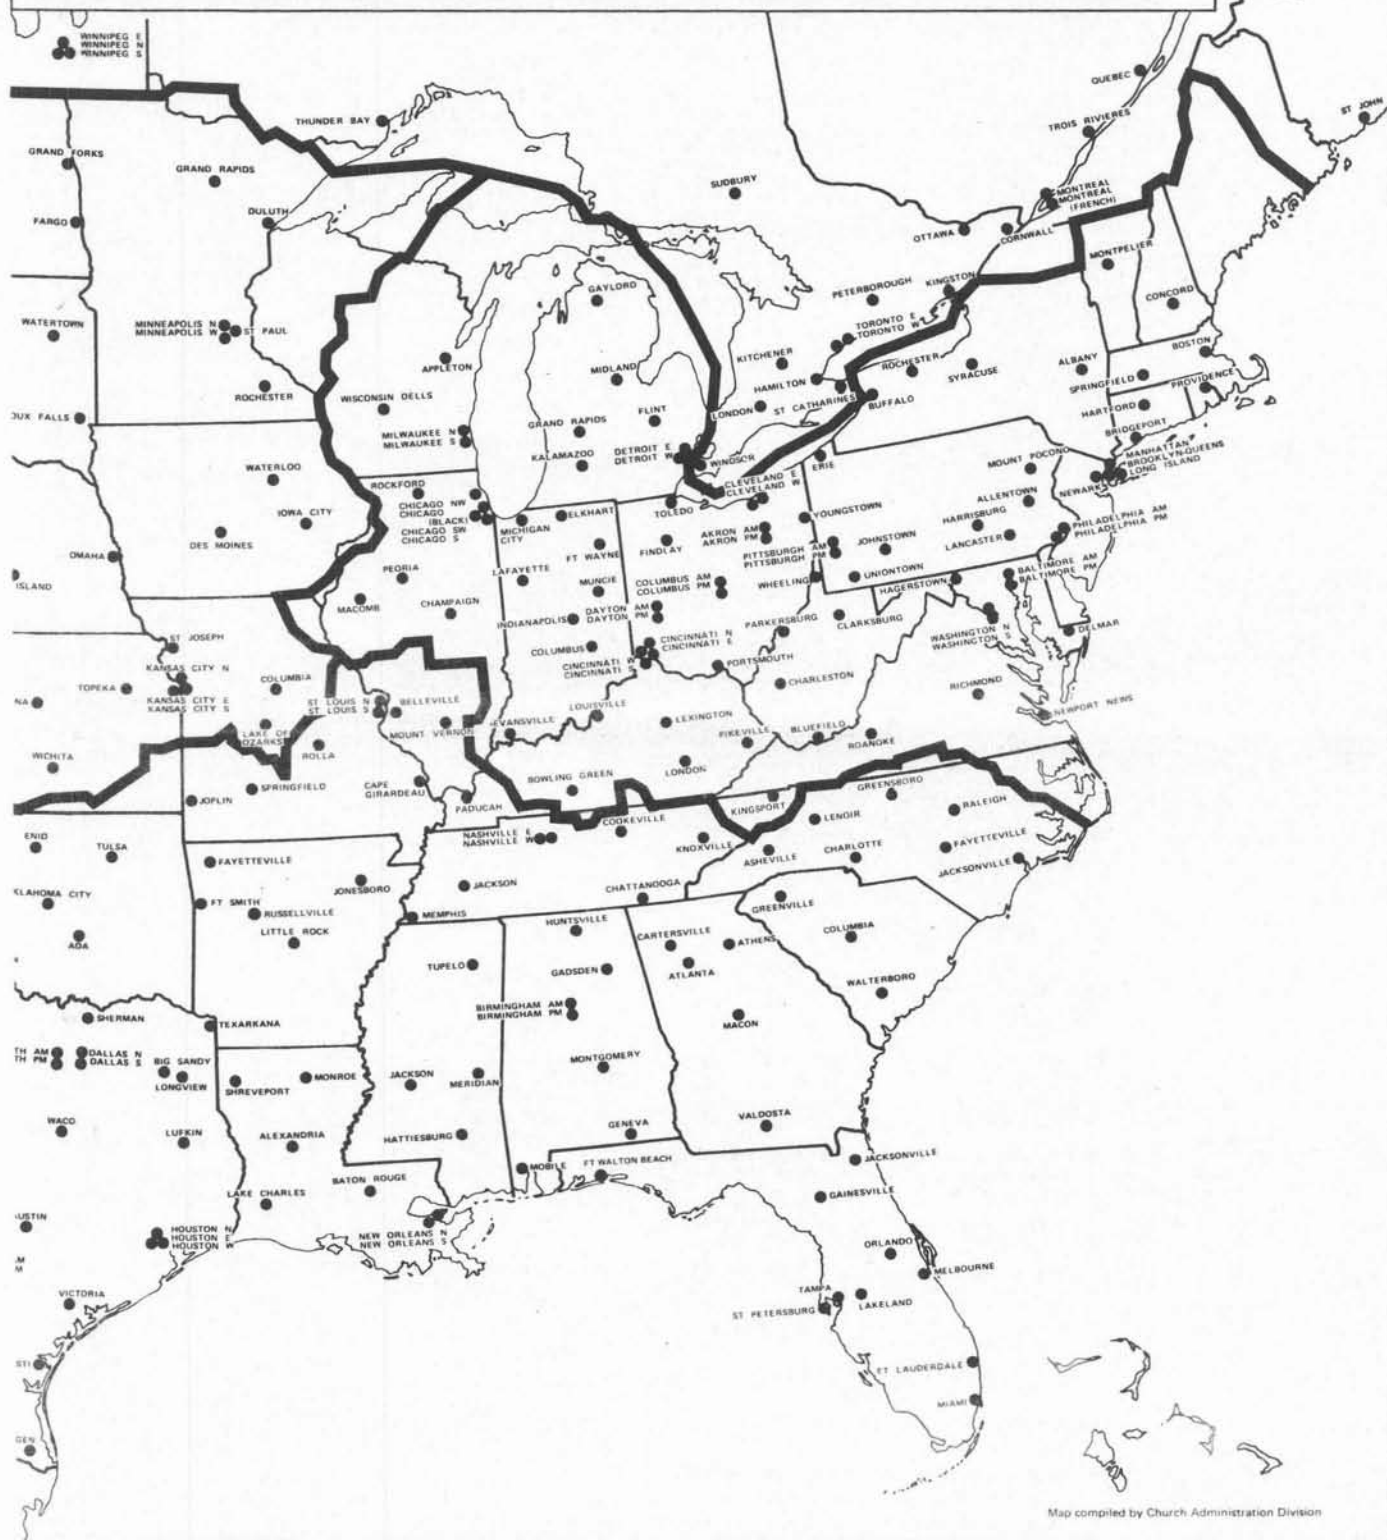 WINNIPEG E
WINNIPEG N
WINNIPEG S
QUEBEC
ST JOHN
THUNDER BAY
TROIS RIVIERES
GRAND FORKS
GRAND RAPIDS
SUDBURY
MONTREAL
MONTREAL
(FRENCH)
DULUTH
FARGO
OTTAWA
CORNWALL
MONTPELIER
GAYLORD
PETERBOROUGH
KINGSTON
CONCORD
WATERTOWN
MINNEAPOLIS N
MINNEAPOLIS W
ST PAUL
TORONTO E
TORONTO W
BOSTON
APPLETON
MIDLAND
KITCHENER
ROCHESTER
SYRACUSE
ALBANY
SPRINGFIELD
PROVIDENCE
ROCHESTER
WISCONSIN DELLS
HAMILTON
ST CATHARINES
BUFFALO
HARTFORD
OUX FALLS
FLINT
LONDON
GRAND RAPIDS
BRIDGEPORT
MILWAUKEE N
MILWAUKEE S
DETROIT E
DETROIT W
WINDSOR
MANHATTAN
BROOKLYN-QUEENS
LONG ISLAND
KALAMAZOO
ERIE
MOUNT POCONO
WATERLOO
ROCKFORD
CLEVELAND E
CLEVELAND W
NEWARK
ALLENTOWN
CHICAGO NW
CHICAGO
(BLACK)
CHICAGO SW
CHICAGO S
ELKHART
MICHIGAN
CITY
TOLEDO
YOUNGSTOWN
HARRISBURG
PHILADELPHIA AM
PHILADELPHIA PM
IOWA CITY
DES MOINES
AKRON AM
AKRON PM
FINDLAY
FT WAYNE
PITTSBURGH AM
PITTSBURGH PM
JOHNSTOWN
LANCASTER
OMAHA
ISLAND
PEORIA
LAFAYETTE
MUNCIE
COLUMBUS AM
COLUMBUS PM
WHEELING
UNIONTOWN
HAGERSTOWN
BALTIMORE AM
BALTIMORE PM
MACOMB
CHAMPAIGN
INDIANAPOLIS
DAYTON AM
DAYTON PM
PARKERSBURG
CLARKSBURG
WASHINGTON N
WASHINGTON S
DELMAR
ST JOSEPH
COLUMBUS
CINCINNATI N
CINCINNATI E
CINCINNATI W
CINCINNATI S
PORTSMOUTH
KANSAS CITY N
KANSAS CITY E
KANSAS CITY S
TOPEKA
NA
COLUMBIA
CHARLESTON
RICHMOND
ST LOUIS N
ST LOUIS S
BELLEVILLE
LOUISVILLE
EVANSVILLE
LEXINGTON
NEWPORT NEWS
LAKE OF
OZARKS
MOUNT VERNON
PIKEVILLE
BLUEFIELD
ROANOKE
WICHITA
ROLLA
BOWLING GREEN
LONDON
JOPLIN
SPRINGFIELD
CAPE
GIRARDEAU
PADUCAH
KINGSPORT
GREENSBORO
RALEIGH
LENOIR
ENID
TULSA
NASHVILLE E
NASHVILLE W
COOKEVILLE
KNOXVILLE
ASHEVILLE
CHARLOTTE
FAYETTEVILLE
JACKSONVILLE
FAYETTEVILLE
JONESBORO
JACKSON
CHATTANOOGA
KLAHOMA CITY
FT SMITH
RUSSELLVILLE
LITTLE ROCK
MEMPHIS
HUNTSVILLE
GREENVILLE
COLUMBIA
ADA
CARTERSVILLE
ATHENS
ATLANTA
TUPELO
GADSDEN
WALTERBORO
BIRMINGHAM AM
BIRMINGHAM PM
MACON
SHERMAN
TEXARKANA
TH AM
TH PM
DALLAS N
DALLAS S
BIG SANDY
LONGVIEW
SHREVEPORT
MONROE
JACKSON
MERIDIAN
MONTGOMERY
WACO
LUFKIN
ALEXANDRIA
HATTIESBURG
GENEVA
VALDOSTA
JACKSONVILLE
MOBILE
FT WALTON BEACH
BATON ROUGE
LAKE CHARLES
GAINESVILLE
USTIN
HOUSTON N
HOUSTON E
HOUSTON W
NEW ORLEANS N
NEW ORLEANS S
ORLANDO
MELBOURNE
M
M
VICTORIA
TAMPA
ST PETERSBURG
LAKELAND
STI
FT LAUDERDALE
MIAMI
GEN
Map compiled by Church Administration Division